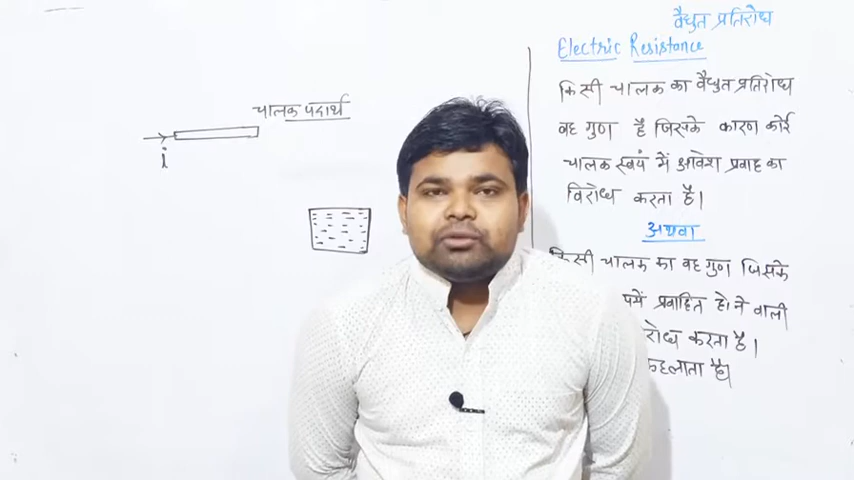 वैधुत प्रतिरोध
Electric Resistance
किसी चालक का वैधुत प्रतिरोध
वह गुण है जिसके कारण कोई
चालक स्वयं में आवेश प्रवाह का
विरोध करता है।
अथवा
किसी चालक का वह गुण जिसके
प्रवाहित होने वाली
रोध करता है।
कहलाता है।
चालक पदार्थ
i